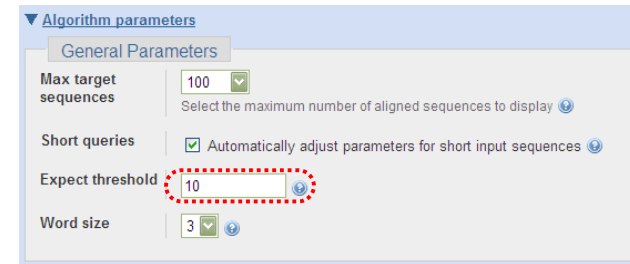 Algorithm parameters
General Parameters
Max target sequences
100
Select the maximum number of aligned sequences to display
Short queries
Automatically adjust parameters for short input sequences
Expect threshold
10
Word size
3